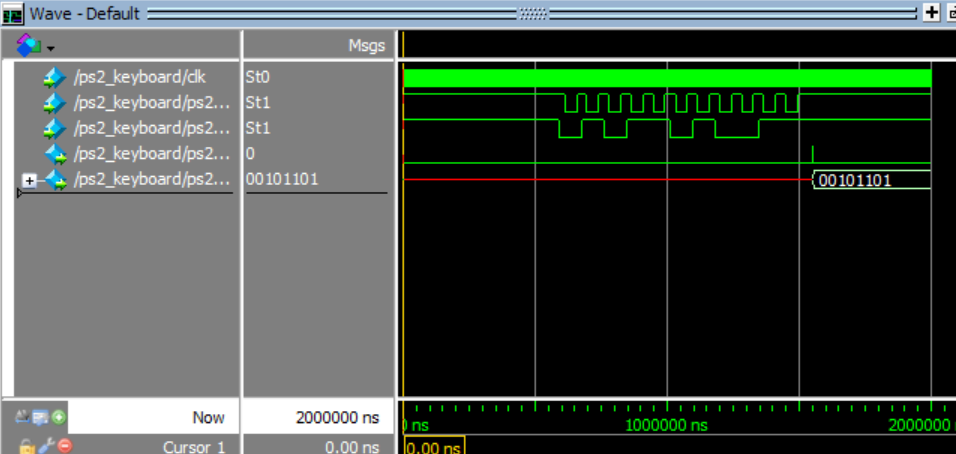 Wave - Default
Msgs
/ps2_keyboard/clk St0
/ps2_keyboard/ps2... St1
/ps2_keyboard/ps2... St1
/ps2_keyboard/ps2... 0
/ps2_keyboard/ps2... 00101101 00101101
Now 2000000 ns ns 1000000 ns 2000000
Cursor 1 0.00 ns 0.00 ns